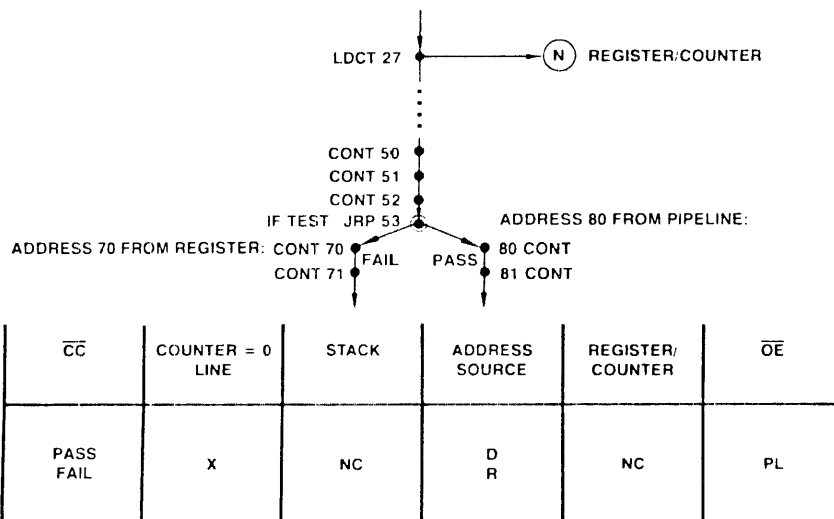 LDCT 27 N REGISTER/COUNTER
CONT 50
CONT 51
CONT 52
IF TEST JRP 53 ADDRESS 80 FROM PIPELINE:
ADDRESS 70 FROM REGISTER: CONT 70 FAIL PASS 80 CONT
CONT 71 81 CONT
CC COUNTER = 0 LINE STACK ADDRESS SOURCE REGISTER/ COUNTER OE
PASS X NC D NC PL
FAIL R